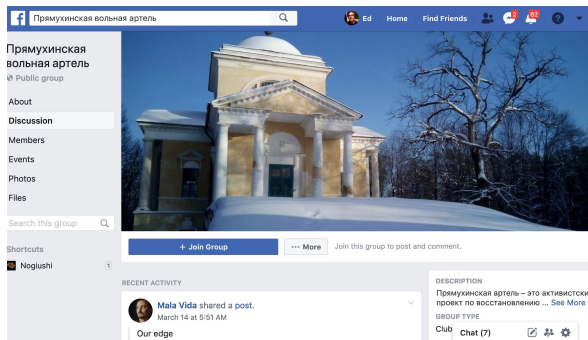 f
Прямухинская вольная артель
Ed
Home
Find Friends
2
62
?
Прямухинская
вольная артель
Public group
About
Discussion
Members
Events
Photos
Files
Search this group
Shortcuts
Nogiushi
1
+ Join Group
••• More
Join this group to post and comment.
RECENT ACTIVITY
Mala Vida shared a post.
March 14 at 5:51 AM
Our edge
DESCRIPTION
Прямухинская артель – это активистски
проект по восстановлению ... See More
GROUP TYPE
Club
Chat (7)